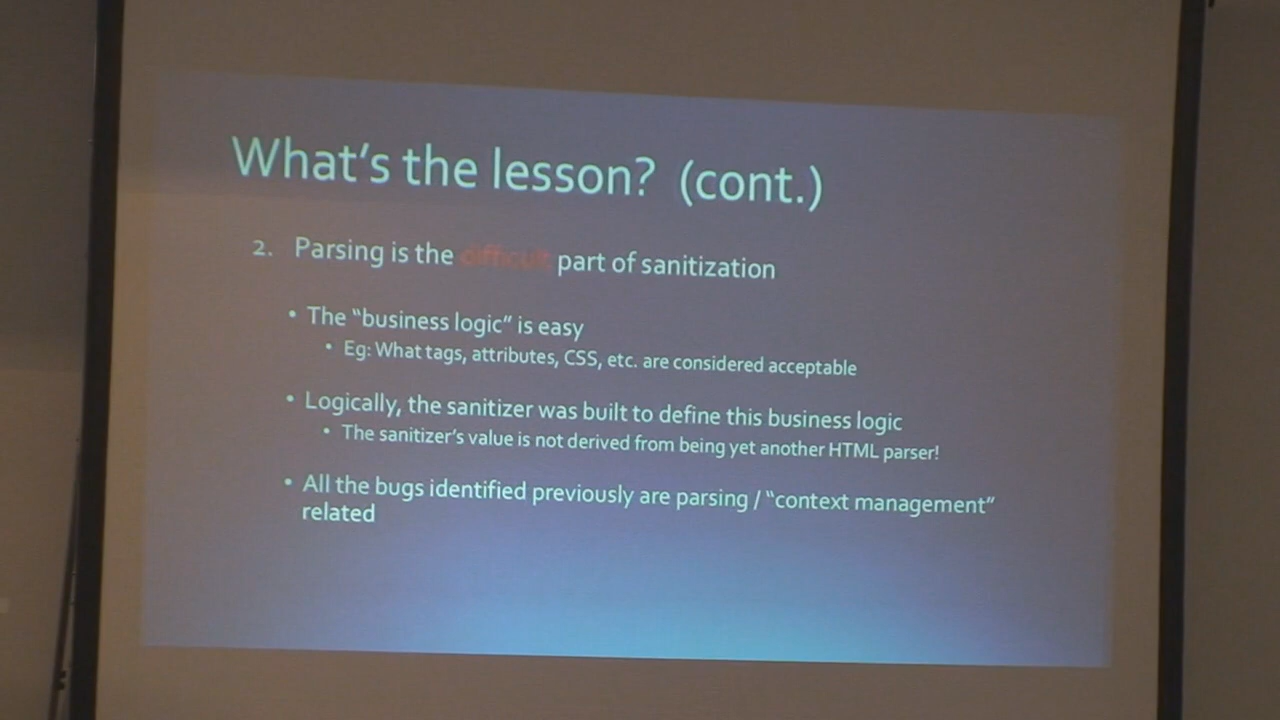 What's the lesson? (cont.)
2. Parsing is the difficult part of sanitization
• The “business logic” is easy
• Eg: What tags, attributes, CSS, etc. are considered acceptable
• Logically, the sanitizer was built to define this business logic
• The sanitizer's value is not derived from being yet another HTML parser!
• All the bugs identified previously are parsing / “context management”
related